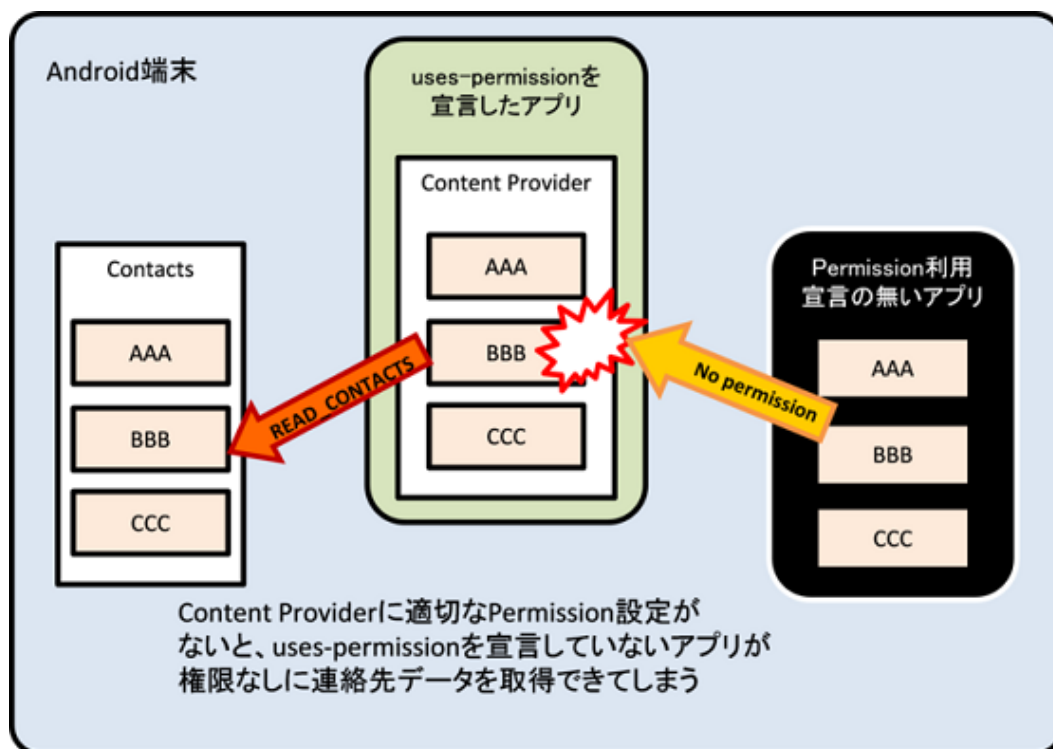 Android端末
uses-permissionを
宣言したアプリ
Content Provider
AAA
BBB
CCC
Contacts
AAA
BBB
CCC
READ_CONTACTS
No permission
Permission利用
宣言の無いアプリ
AAA
BBB
CCC
Content Providerに適切なPermission設定が
ないと、uses-permissionを宣言していないアプリが
権限なしに連絡先データを取得できてしまう